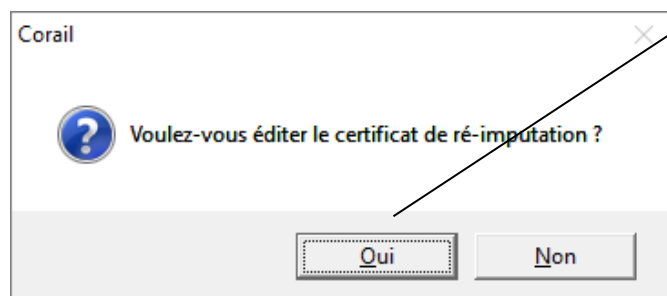 Corail
Voulez-vous éditer le certificat de ré-imputation ?
Oui
Non